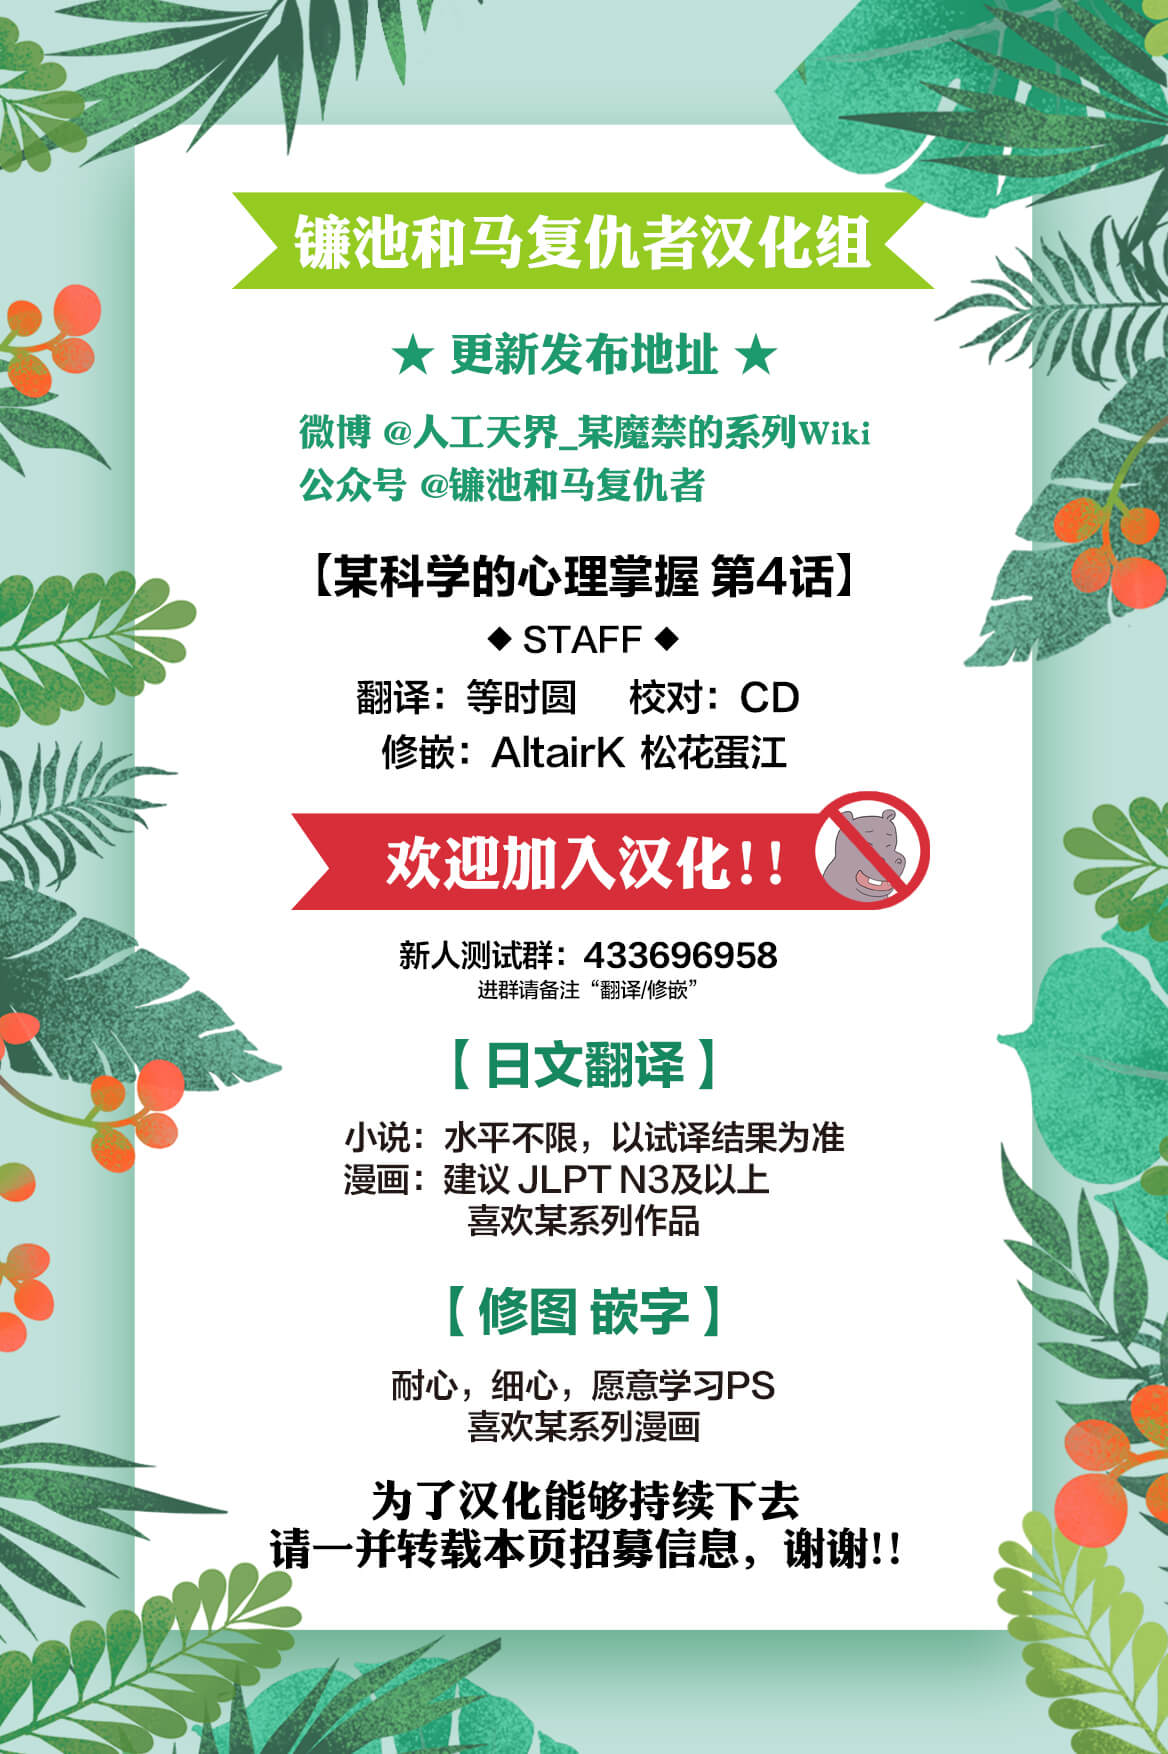 镰池和马复仇者汉化组
★ 更新发布地址 ★
微博 @人工天界_某魔禁的系列Wiki
公众号 @镰池和马复仇者
【某科学的心理掌握 第4话】
◆ STAFF ◆
翻译：等时圆 校对：CD
修嵌：AltairK 松花蛋江
欢迎加入汉化!!
新人测试群：433696958
进群请备注“翻译/修嵌”
【 日文翻译 】
小说：水平不限，以试译结果为准
漫画：建议 JLPT N3及以上
喜欢某系列作品
【 修图 嵌字 】
耐心，细心，愿意学习PS
喜欢某系列漫画
为了汉化能够持续下去
请一并转载本页招募信息，谢谢!!